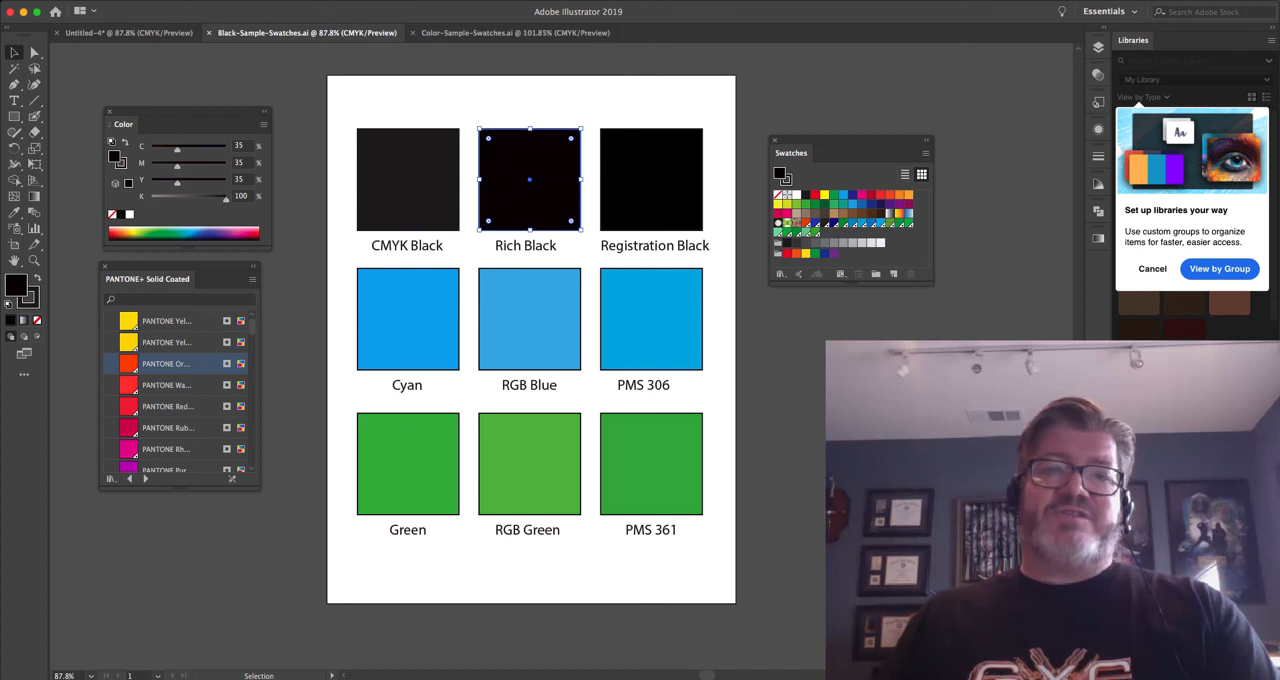 Adobe Illustrator 2019
Essentials
Search Adobe Stock
Untitled-4* @ 87.8% (CMYK/Preview)
Black-Sample-Swatches.ai @ 87.8% (CMYK/Preview)
Color-Sample-Swatches.ai @ 101.85% (CMYK/Preview)
Libraries
My Library
View by Type
Color
C 35 %
M 35 %
Y 35 %
K 100 %
Swatches
Aa
Set up libraries your way
Use custom groups to organize
items for faster, easier access.
Cancel
View by Group
CMYK Black
Rich Black
Registration Black
PANTONE+ Solid Coated
PANTONE Yel...
PANTONE Yel...
PANTONE Or...
PANTONE Wa...
PANTONE Red...
PANTONE Rub...
PANTONE Rh...
PANTONE Pur
Cyan
RGB Blue
PMS 306
Green
RGB Green
PMS 361
87.8%
1
Selection